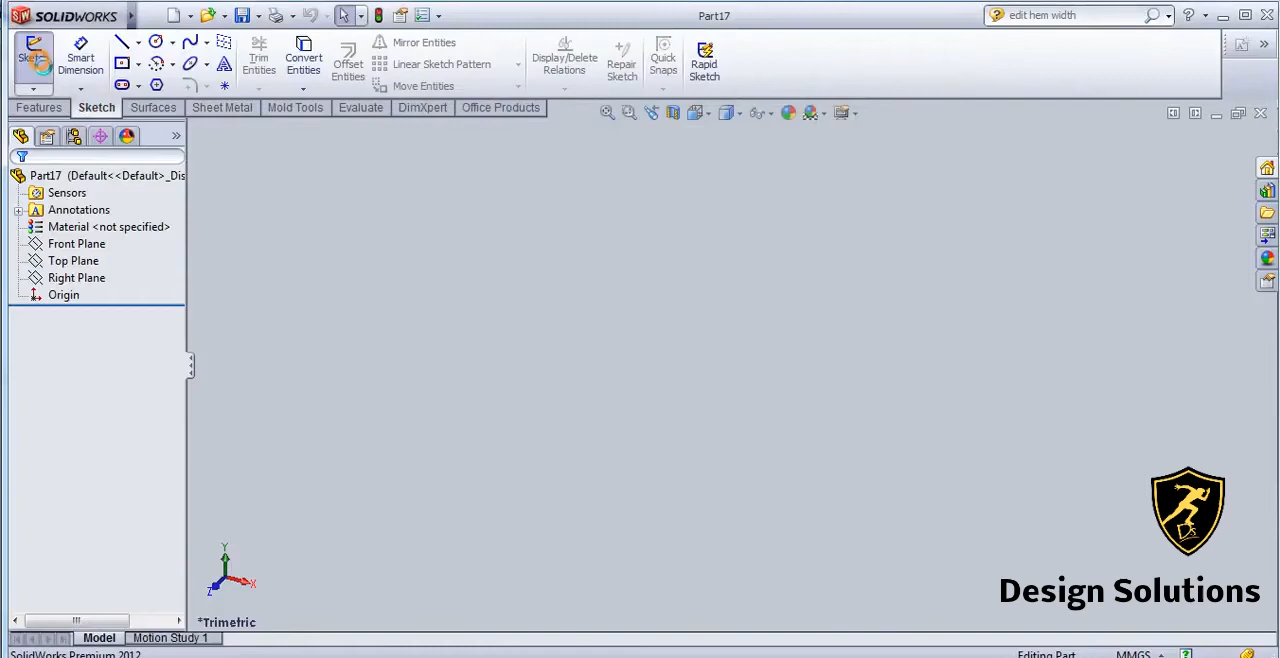 SOLIDWORKS
Part17
edit hem width
Sketch
Smart Dimension
Trim Entities
Convert Entities
Offset Entities
Mirror Entities
Linear Sketch Pattern
Move Entities
Display/Delete Relations
Repair Sketch
Quick Snaps
Rapid Sketch
Features Sketch Surfaces Sheet Metal Mold Tools Evaluate DimXpert Office Products
Part17 (Default<<Default>_Dis
Sensors
Annotations
Material <not specified>
Front Plane
Top Plane
Right Plane
Origin
Y
X
Z
*Trimetric
Ds
Design Solutions
Model Motion Study 1
SolidWorks Premium 2012
Editing Part MMGS